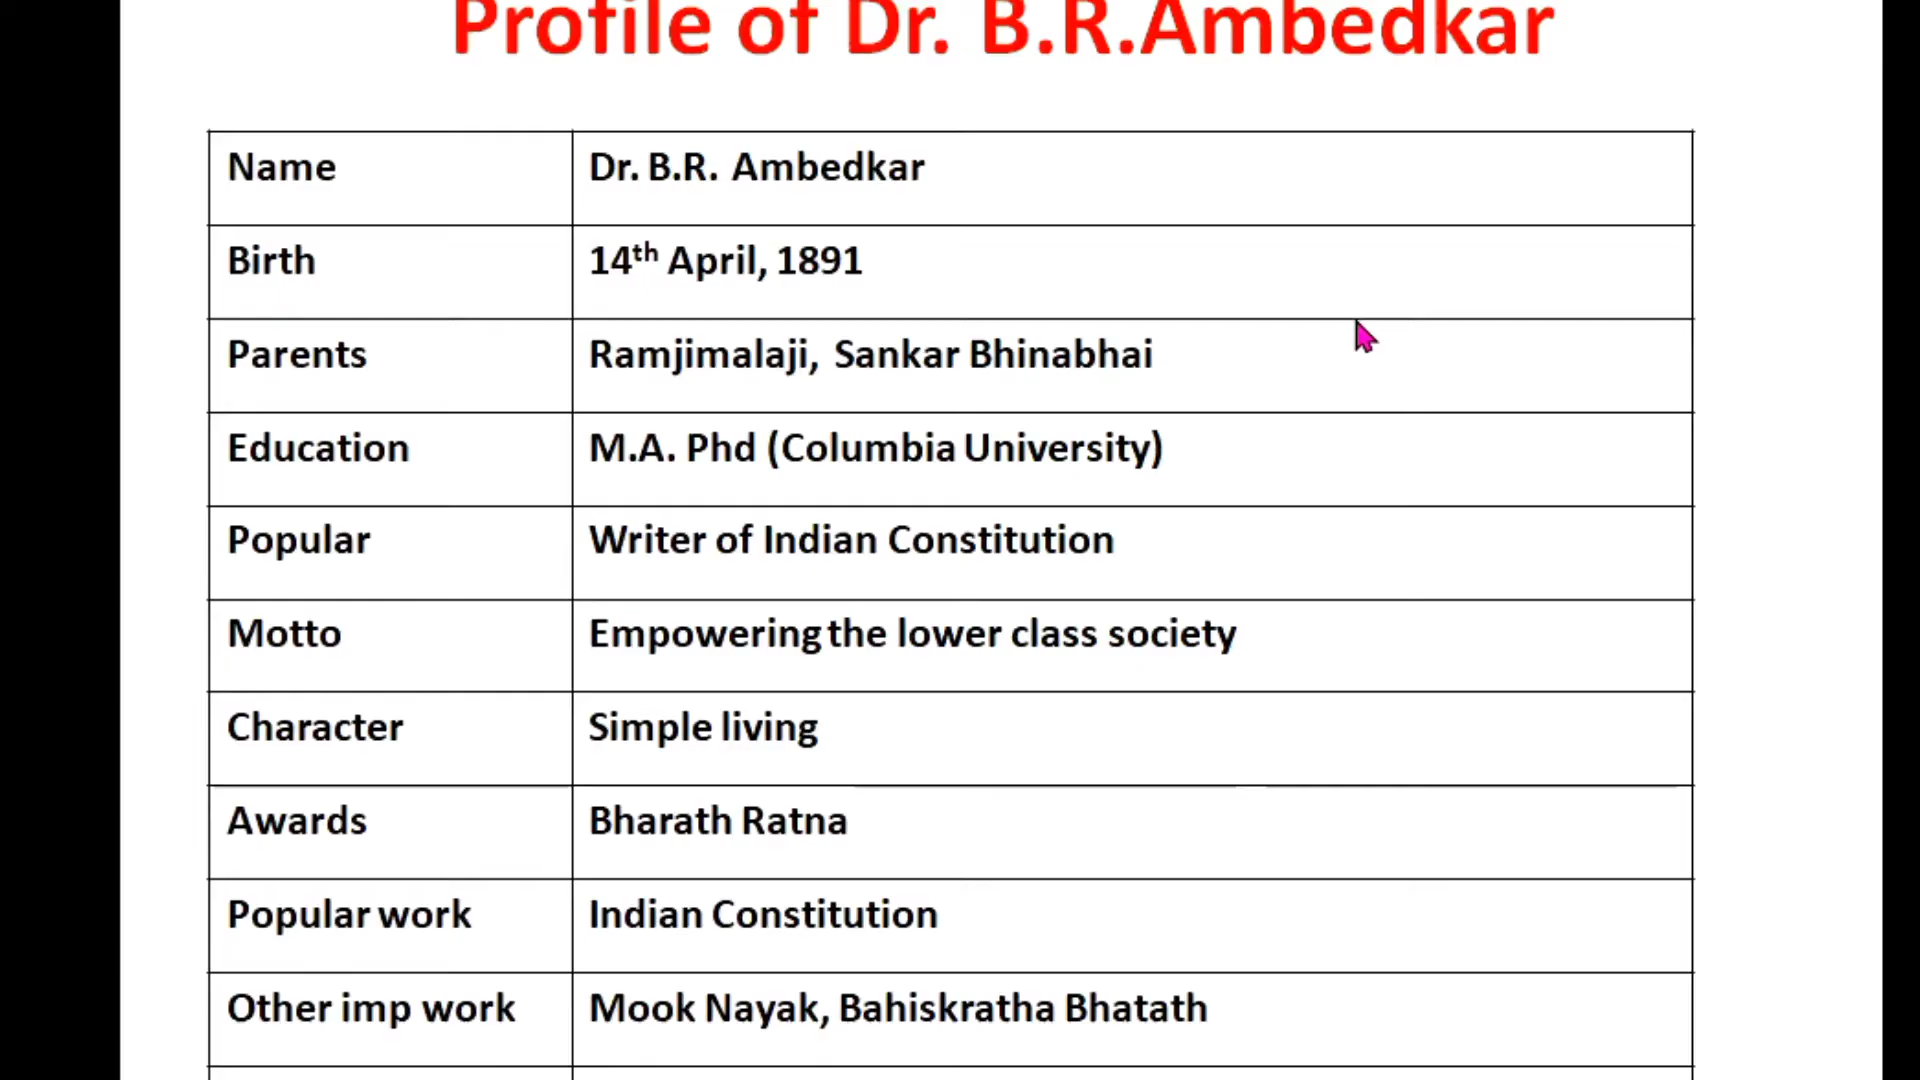 Profile of Dr. B.R.Ambedkar
Name Dr. B.R. Ambedkar
Birth 14th April, 1891
Parents Ramjimalaji, Sankar Bhinabhai
Education M.A. Phd (Columbia University)
Popular Writer of Indian Constitution
Motto Empowering the lower class society
Character Simple living
Awards Bharath Ratna
Popular work Indian Constitution
Other imp work Mook Nayak, Bahiskratha Bhatath